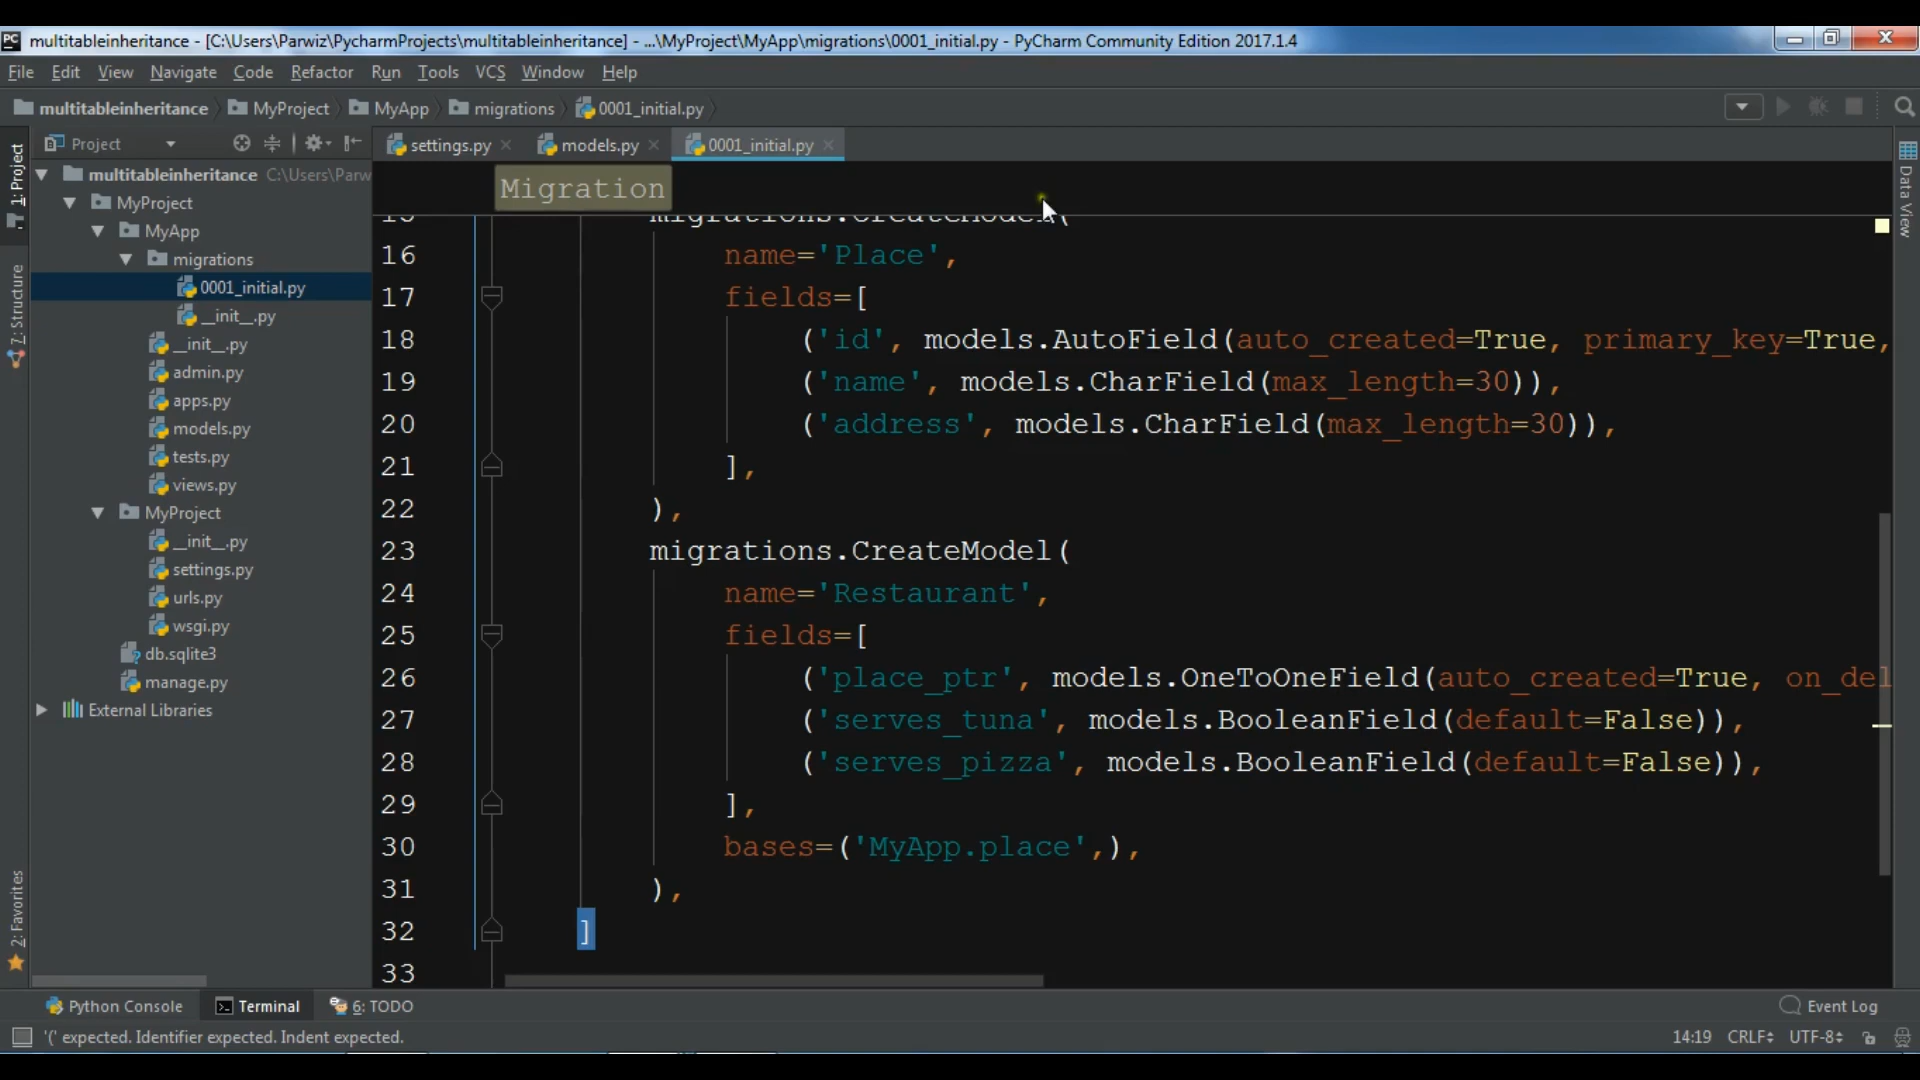 PC multitableinheritance - [C:\Users\Parwiz\PycharmProjects\multitableinheritance] - ...\MyProject\MyApp\migrations\0001_initial.py - PyCharm Community Edition 2017.1.4
File Edit View Navigate Code Refactor Run Tools VCS Window Help
multitableinheritance MyProject MyApp migrations 0001_initial.py
Project
settings.py models.py 0001_initial.py
1: Project
7: Structure
2: Favorites
multitableinheritance C:\Users\Parw
MyProject
MyApp
migrations
0001_initial.py
__init__.py
__init__.py
admin.py
apps.py
models.py
tests.py
views.py
MyProject
__init__.py
settings.py
urls.py
wsgi.py
db.sqlite3
manage.py
External Libraries
Migration
15 migrations.CreateModel(
16 name='Place',
17 fields=[
18 ('id', models.AutoField(auto_created=True, primary_key=True,
19 ('name', models.CharField(max_length=30)),
20 ('address', models.CharField(max_length=30)),
21 ],
22 ),
23 migrations.CreateModel(
24 name='Restaurant',
25 fields=[
26 ('place_ptr', models.OneToOneField(auto_created=True, on_del
27 ('serves_tuna', models.BooleanField(default=False)),
28 ('serves_pizza', models.BooleanField(default=False)),
29 ],
30 bases=('MyApp.place',),
31 ),
32 ]
33
Data View
Python Console Terminal 6: TODO Event Log
'(' expected. Identifier expected. Indent expected. 14:19 CRLF UTF-8